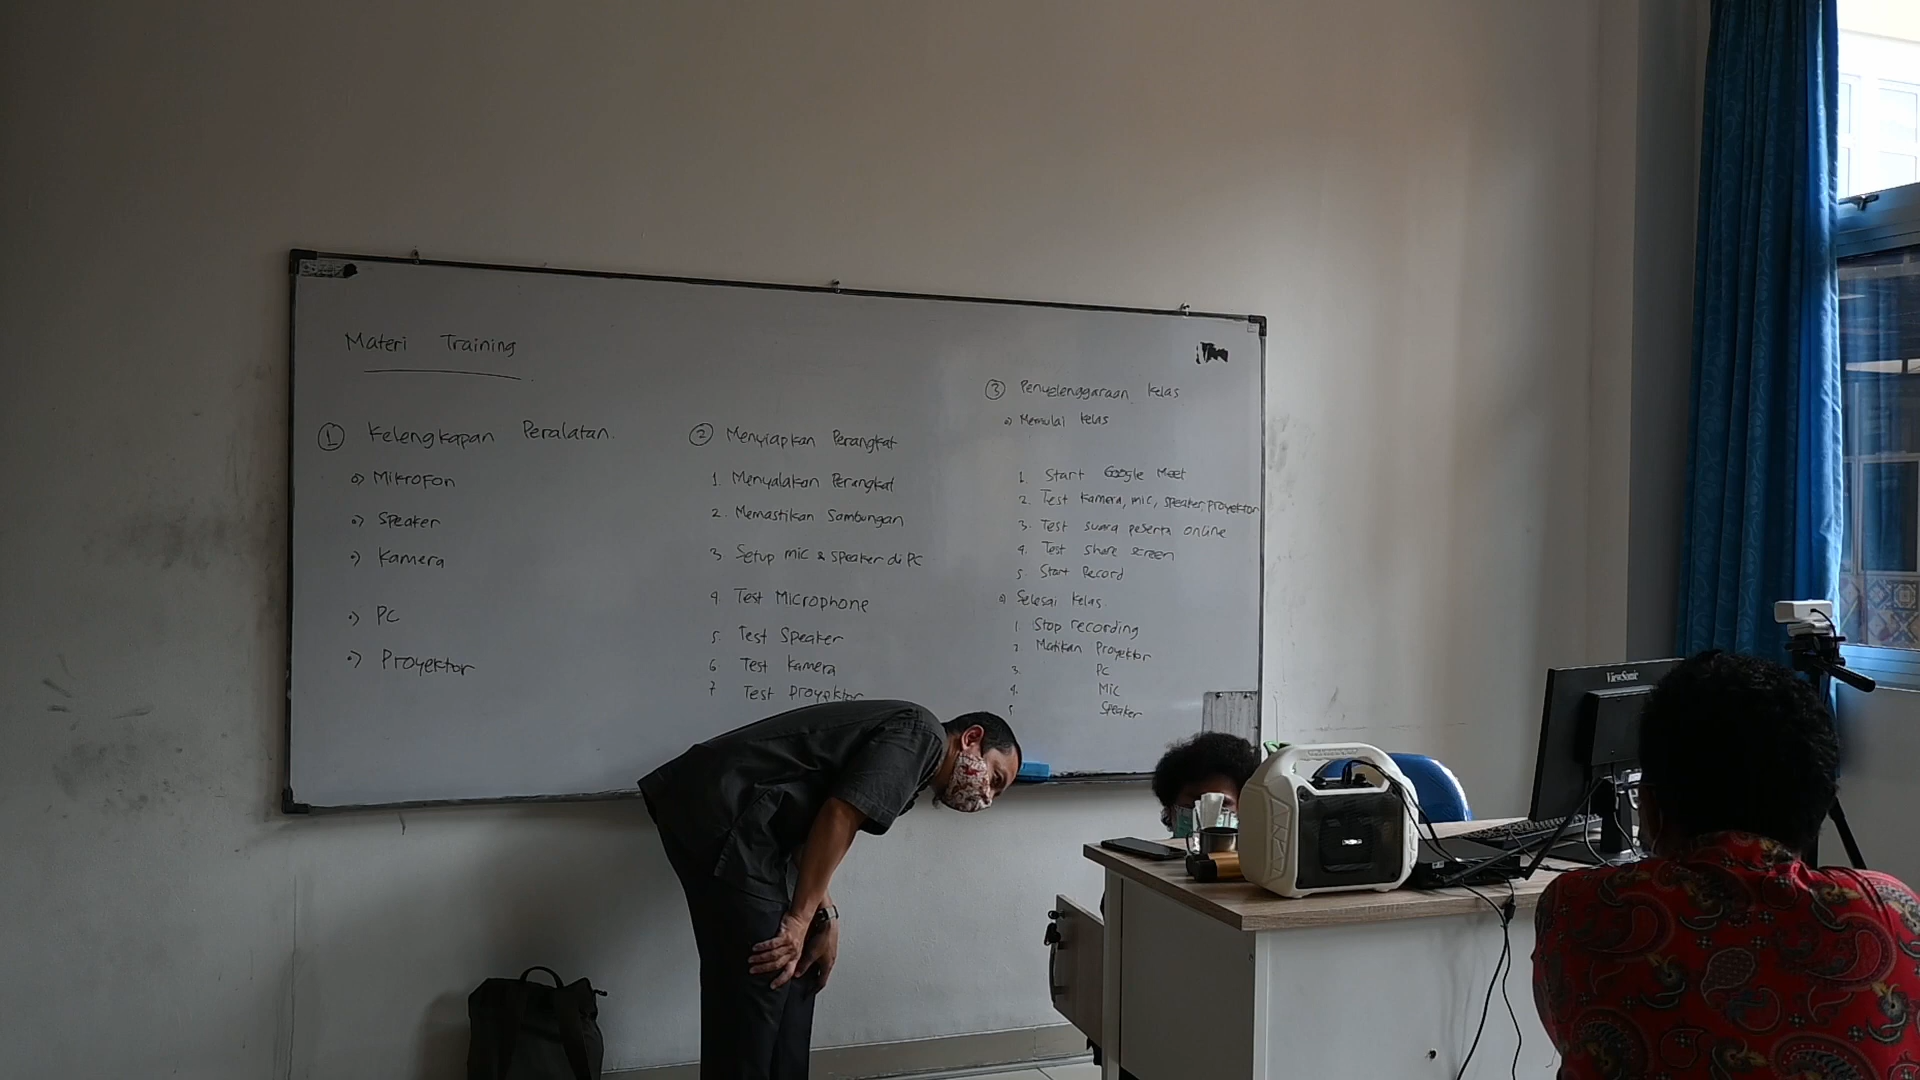 Materi Training
① Kelengkapan Peralatan.
•) Mikrofon
•) Speaker
•) Kamera
•) PC
•) Proyektor
② Menyiapkan Perangkat
1. Menyalakan Perangkat
2. Memastikan Sambungan
3. Setup mic & speaker di PC
4. Test Microphone
5. Test Speaker
6 Test Kamera
7 Test Proyektor
③ Penyelenggaraan Kelas
•) Memulai Kelas
1. Start Google Meet
2. Test Kamera, mic, speaker, proyektor
3. Test suara peserta online
4. Test share screen
5. Start Record
•) Selesai Kelas.
1 Stop recording
2 Matikan Proyektor
3. PC
4. Mic
5 Speaker
ViewSonic